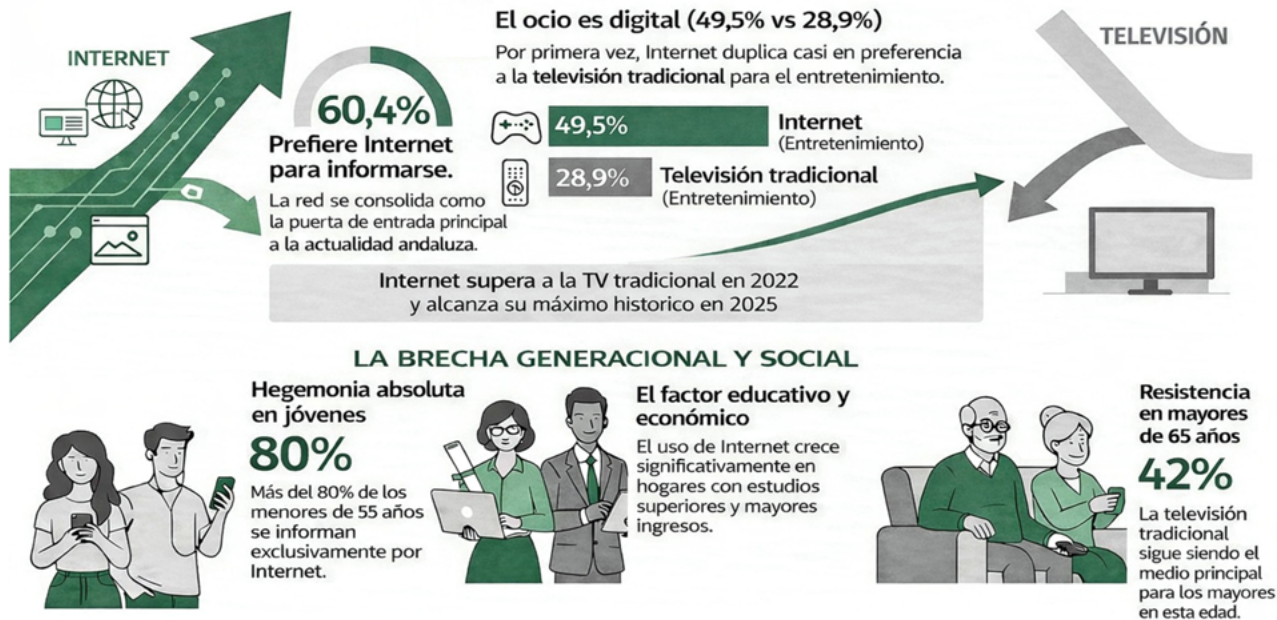 INTERNET
60,4%
Prefiere Internet
para informarse.
La red se consolida como
la puerta de entrada principal
a la actualidad andaluza.
El ocio es digital (49,5% vs 28,9%)
Por primera vez, Internet duplica casi en preferencia
a la televisión tradicional para el entretenimiento.
49,5%
Internet
(Entretenimiento)
28,9%
Televisión tradicional
(Entretenimiento)
TELEVISIÓN
Internet supera a la TV tradicional en 2022
y alcanza su máximo historico en 2025
LA BRECHA GENERACIONAL Y SOCIAL
Hegemonia absoluta
en jóvenes
80%
Más del 80% de los
menores de 55 años
se informan
exclusivamente por
Internet.
El factor educativo y
económico
El uso de Internet crece
significativamente en
hogares con estudios
superiores y mayores
ingresos.
Resistencia
en mayores
de 65 años
42%
La televisión
tradicional
sigue siendo el
medio principal
para los mayores
en esta edad.